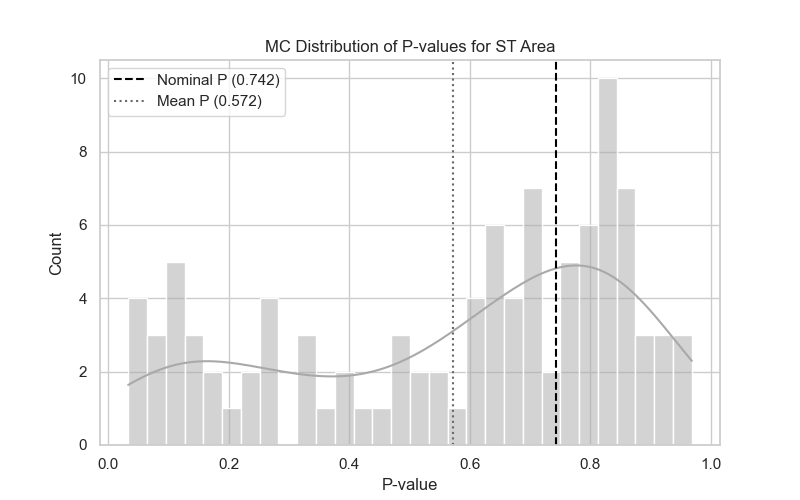 MC Distribution of P-values for ST Area
Nominal P (0.742)
Mean P (0.572)
Count
10
8
6
4
2
0
0.0 0.2 0.4 0.6 0.8 1.0
P-value